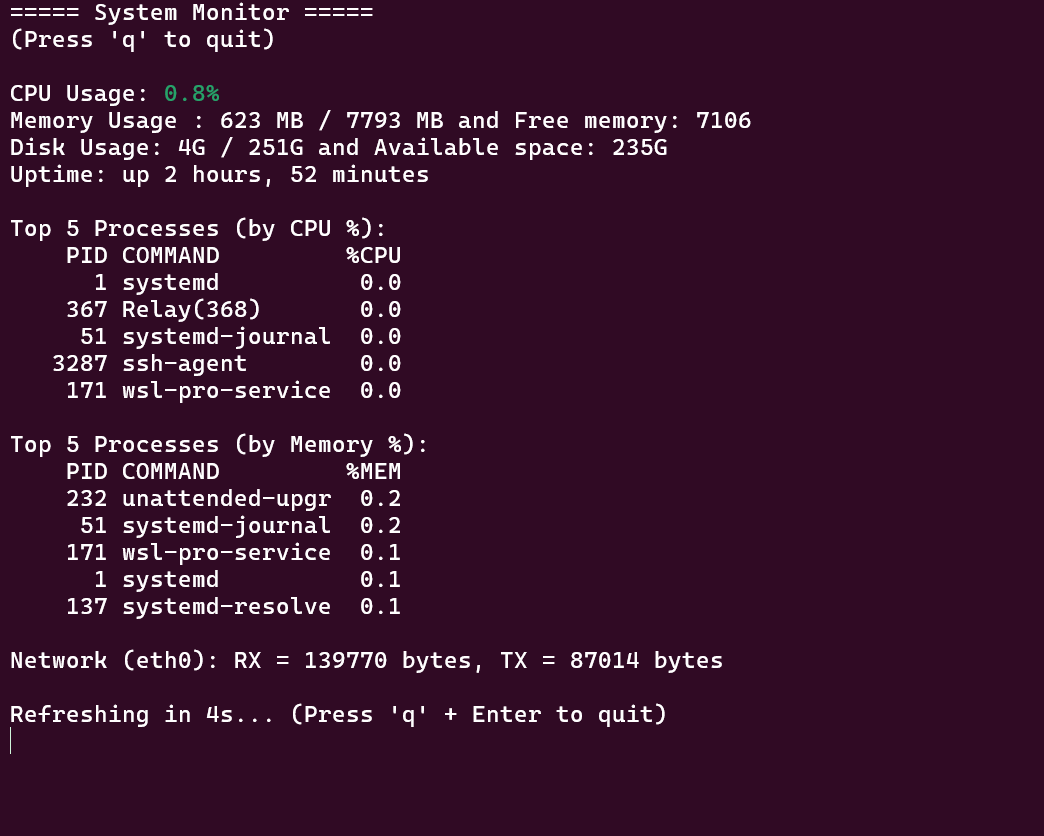 ===== System Monitor =====
(Press 'q' to quit)

CPU Usage: 0.8%
Memory Usage : 623 MB / 7793 MB and Free memory: 7106
Disk Usage: 4G / 251G and Available space: 235G
Uptime: up 2 hours, 52 minutes

Top 5 Processes (by CPU %):
    PID COMMAND         %CPU
      1 systemd          0.0
    367 Relay(368)       0.0
     51 systemd-journal  0.0
   3287 ssh-agent        0.0
    171 wsl-pro-service  0.0

Top 5 Processes (by Memory %):
    PID COMMAND         %MEM
    232 unattended-upgr  0.2
     51 systemd-journal  0.2
    171 wsl-pro-service  0.1
      1 systemd          0.1
    137 systemd-resolve  0.1

Network (eth0): RX = 139770 bytes, TX = 87014 bytes

Refreshing in 4s... (Press 'q' + Enter to quit)